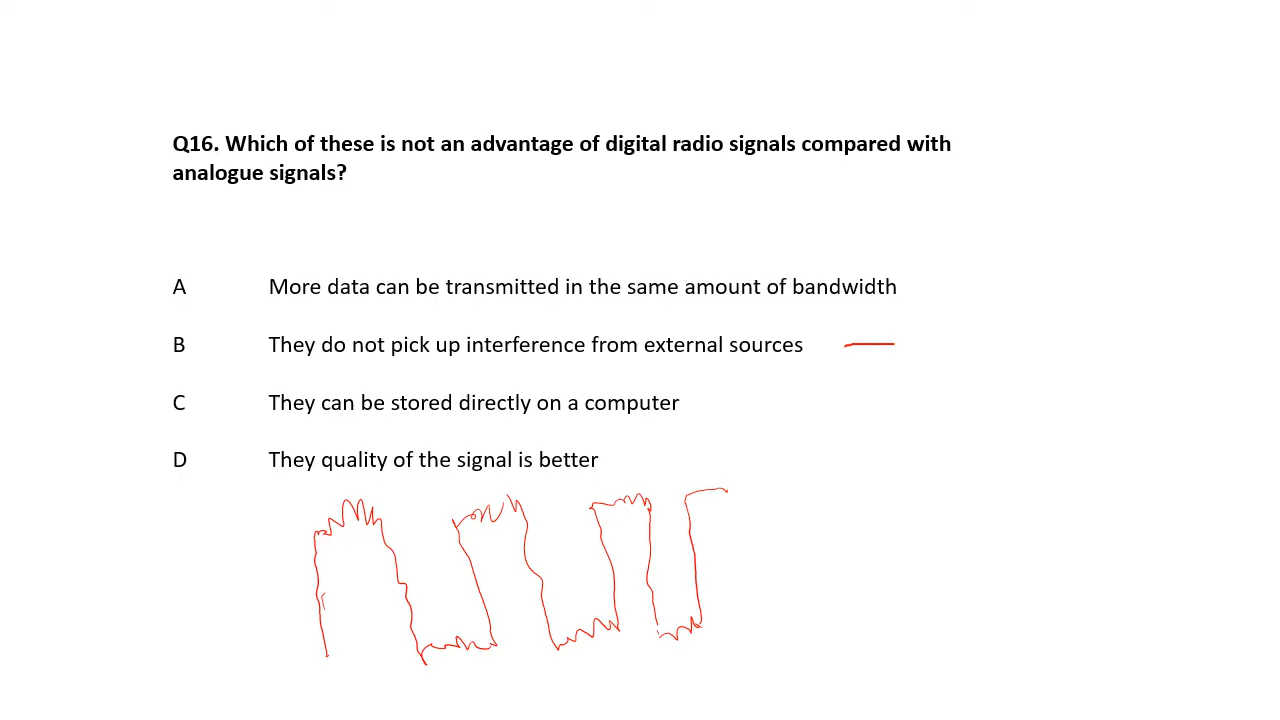 Q16. Which of these is not an advantage of digital radio signals compared with
analogue signals?
A More data can be transmitted in the same amount of bandwidth
B They do not pick up interference from external sources
C They can be stored directly on a computer
D They quality of the signal is better